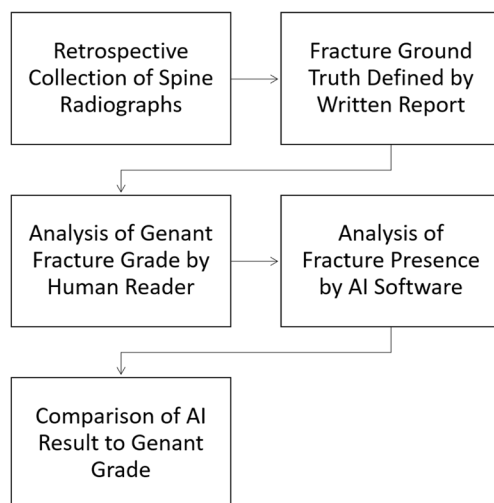 Retrospective
Collection of Spine
Radiographs
Fracture Ground
Truth Defined by
Written Report
Analysis of Genant
Fracture Grade by
Human Reader
Analysis of
Fracture Presence
by AI Software
Comparison of AI
Result to Genant
Grade